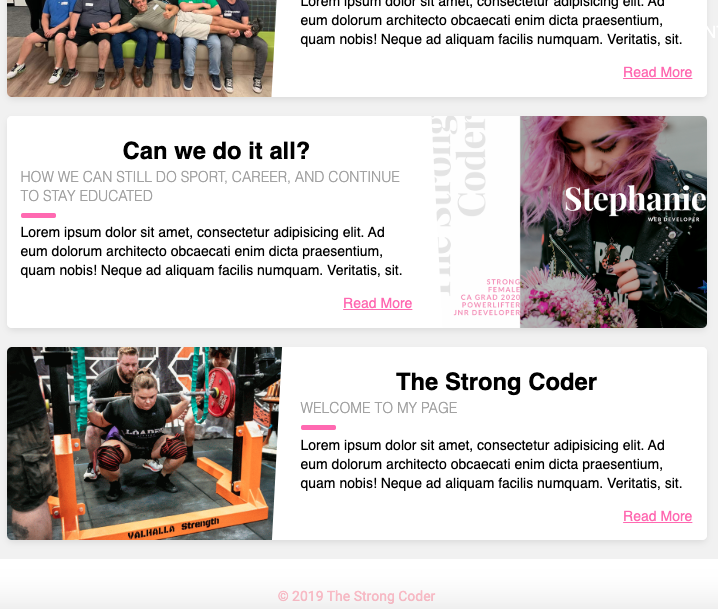 Lorem ipsum dolor sit amet, consectetur adipisicing elit. Ad
eum dolorum architecto obcaecati enim dicta praesentium,
quam nobis! Neque ad aliquam facilis numquam. Veritatis, sit.
N
Read More
Can we do it all?
HOW WE CAN STILL DO SPORT, CAREER, AND CONTINUE
TO STAY EDUCATED
Lorem ipsum dolor sit amet, consectetur adipisicing elit. Ad
eum dolorum architecto obcaecati enim dicta praesentium,
quam nobis! Neque ad aliquam facilis numquam. Veritatis, sit.
Read More
The Strong
Coder
Stephanie
WEB DEVELOPER
STRONG
FEMALE
CA GRAD 2020
POWERLIFTER
JNR DEVELOPER
VALHALLA Strength
The Strong Coder
WELCOME TO MY PAGE
Lorem ipsum dolor sit amet, consectetur adipisicing elit. Ad
eum dolorum architecto obcaecati enim dicta praesentium,
quam nobis! Neque ad aliquam facilis numquam. Veritatis, sit.
Read More
© 2019 The Strong Coder